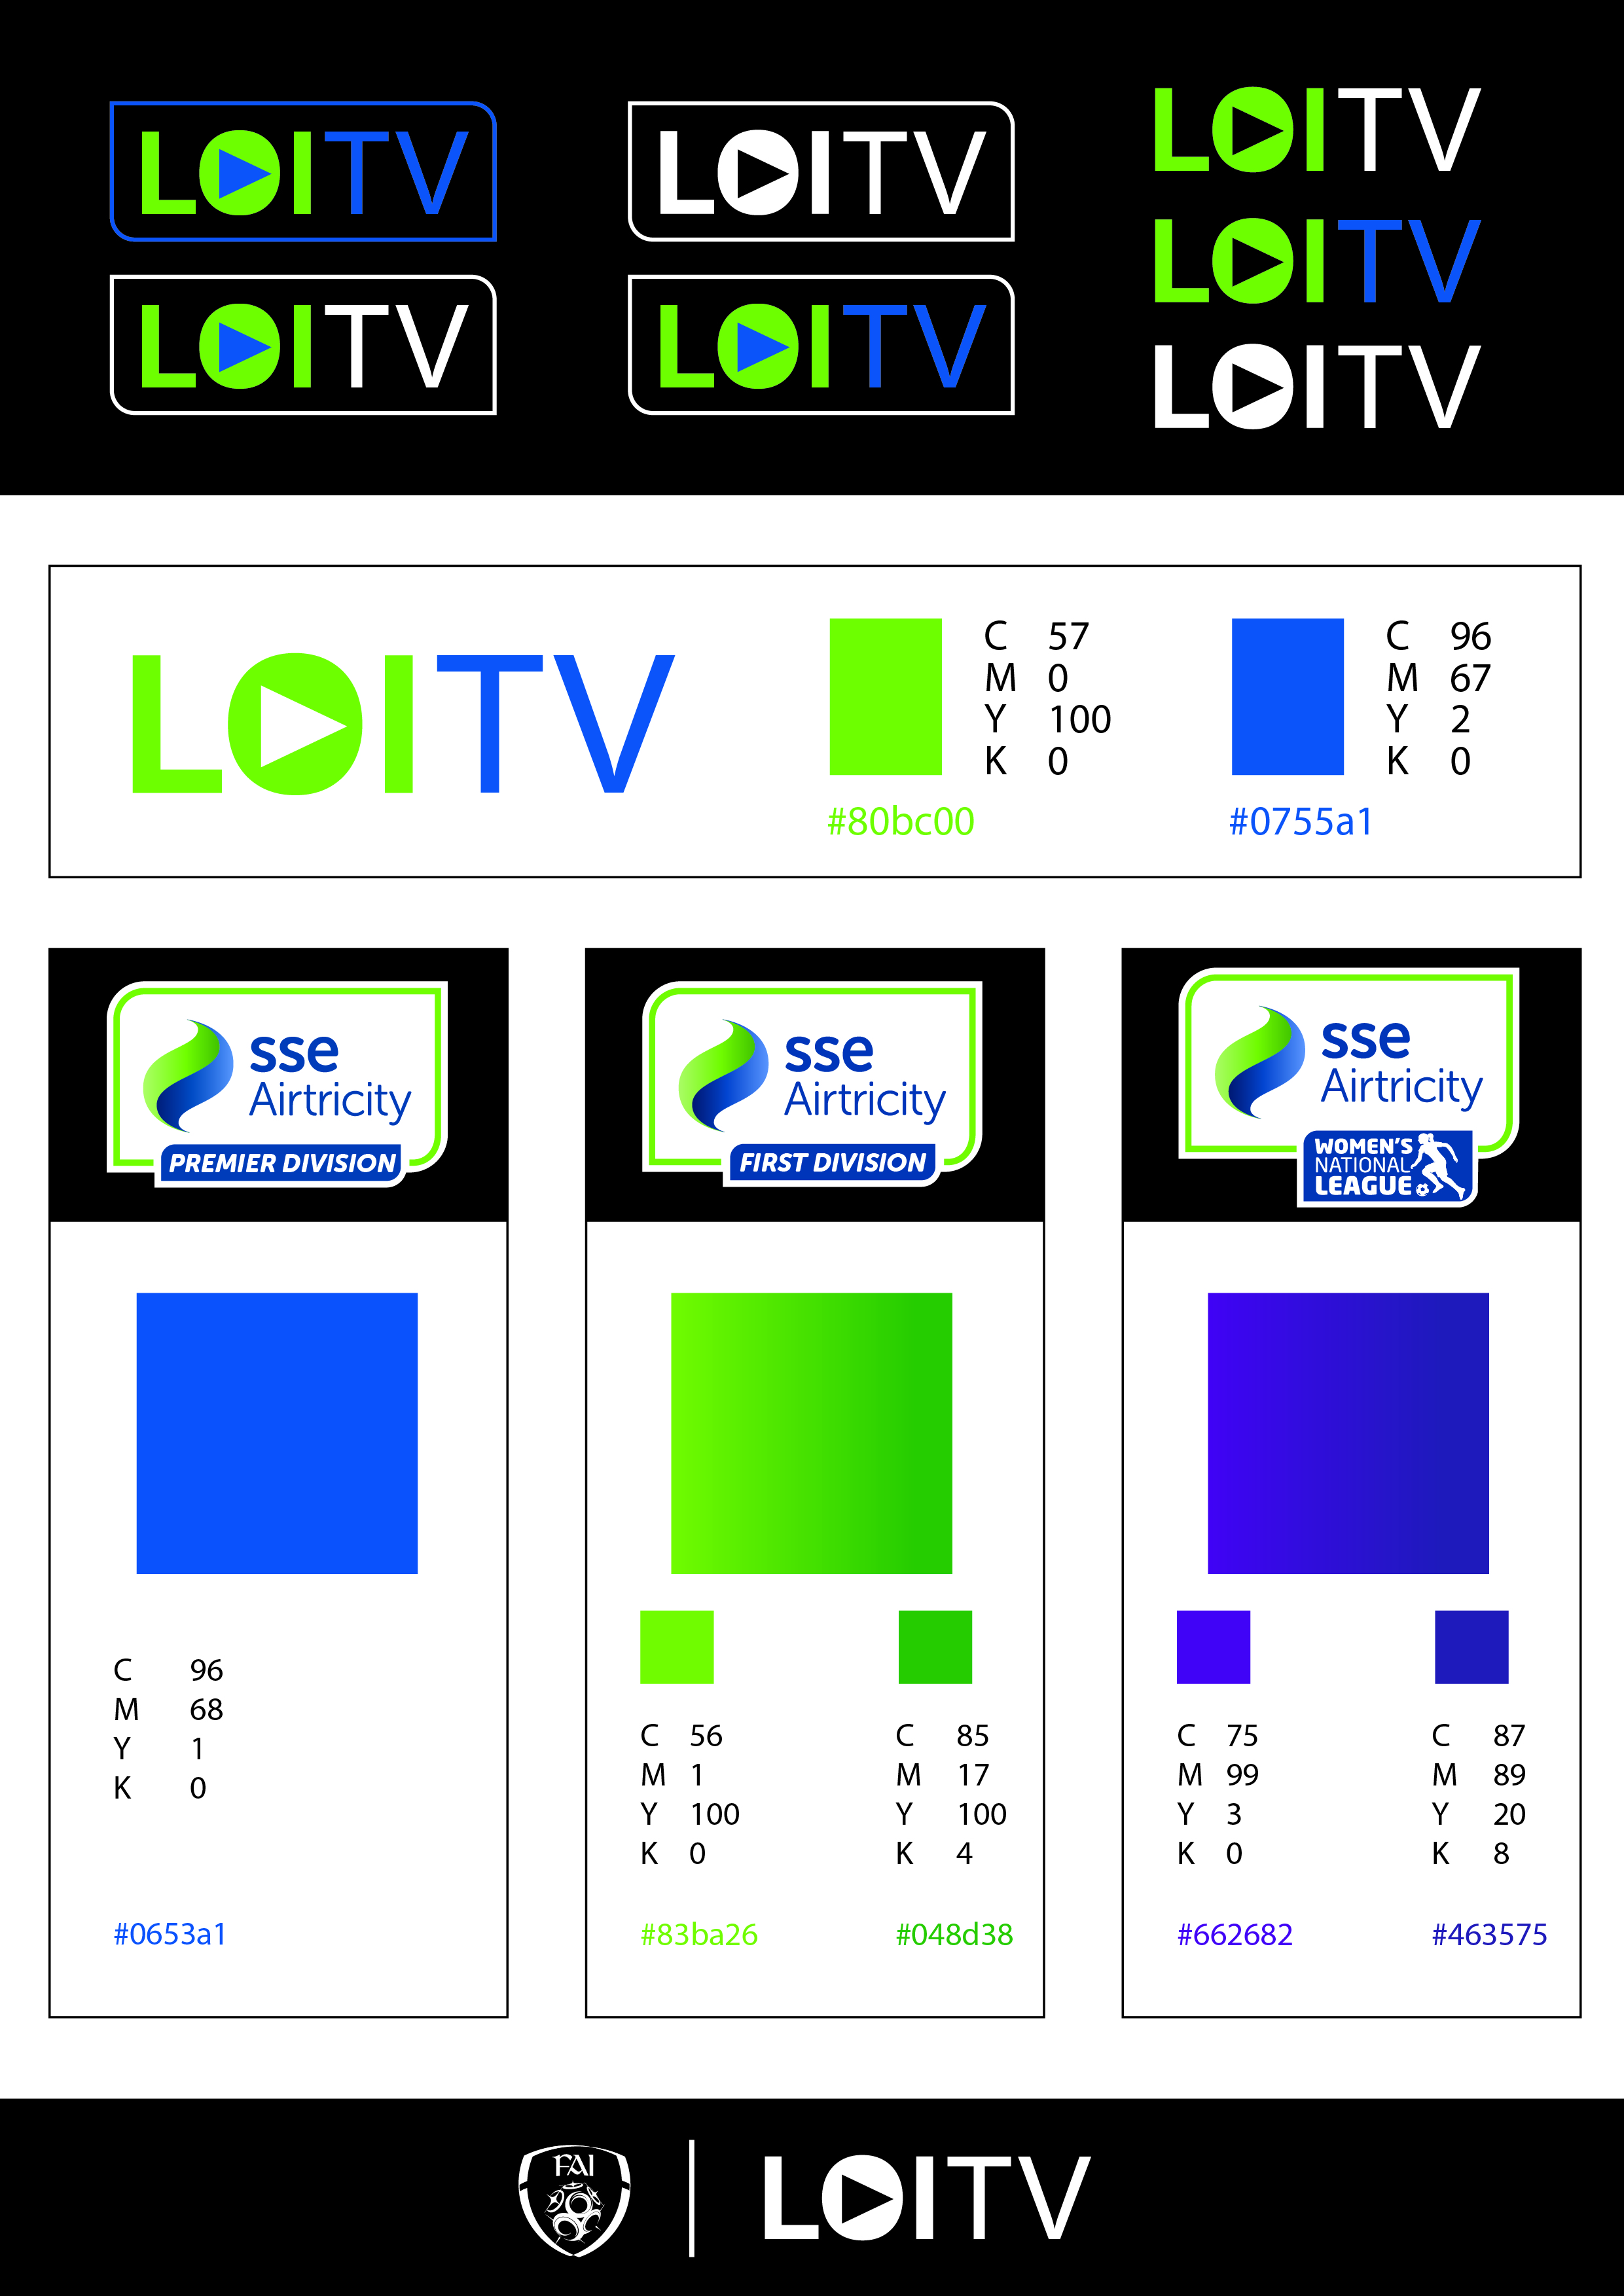 LOITV
LOITV
LOITV
LOITV
LOITV
LOITV
LOITV
LOITV
C 57
M 0
Y 100
K 0
#80bc00
C 96
M 67
Y 2
K 0
#0755a1
sse
Airtricity
PREMIER DIVISION
C 96
M 68
Y 1
K 0
#0653a1
sse
Airtricity
FIRST DIVISION
C 56
M 1
Y 100
K 0
#83ba26
C 85
M 17
Y 100
K 4
#048d38
sse
Airtricity
WOMEN'S
NATIONAL
LEAGUE
C 75
M 99
Y 3
K 0
#662682
C 87
M 89
Y 20
K 8
#463575
FAI
LOITV